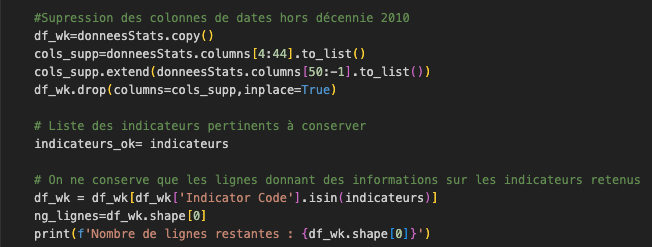 #Supression des colonnes de dates hors décennie 2010
df_wk=donneesStats.copy()
cols_supp=donneesStats.columns[4:44].to_list()
cols_supp.extend(donneesStats.columns[50:-1].to_list())
df_wk.drop(columns=cols_supp,inplace=True)
# Liste des indicateurs pertinents à conserver
indicateurs_ok= indicateurs
# On ne conserve que les lignes donnant des informations sur les indicateurs retenus
df_wk = df_wk[df_wk['Indicator Code'].isin(indicateurs)]
ng_lignes=df_wk.shape[0]
print(f'Nombre de lignes restantes : {df_wk.shape[0]}')